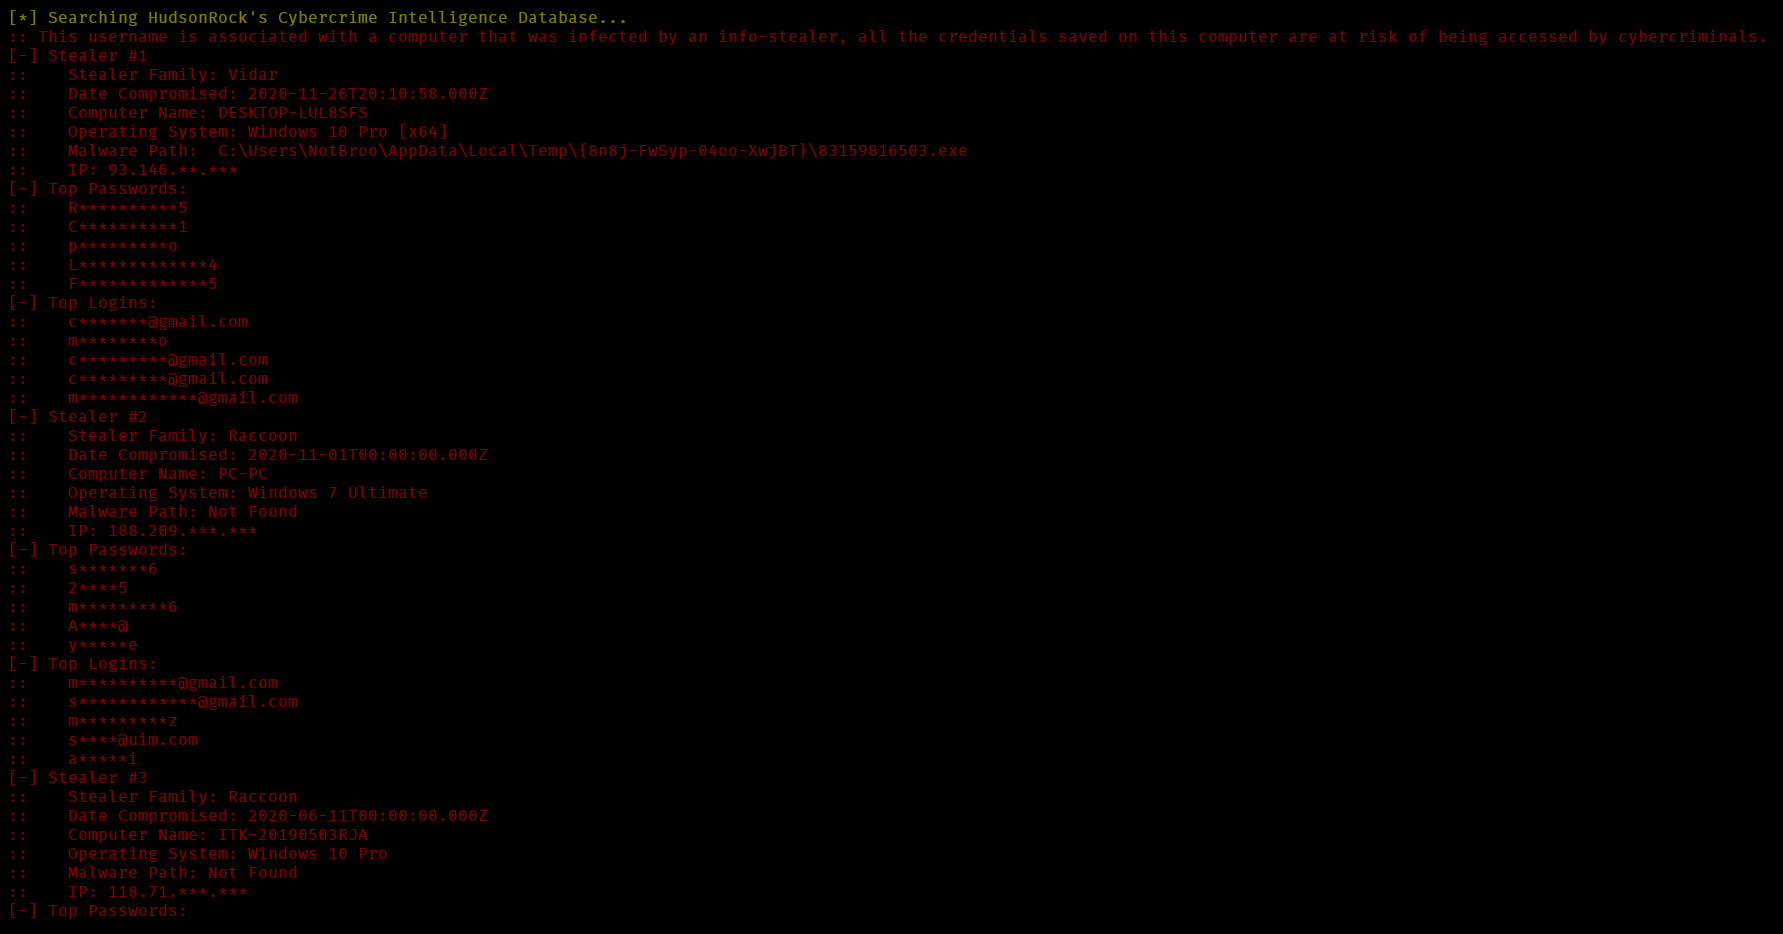 [*] Searching HudsonRock's Cybercrime Intelligence Database...
:: This username is associated with a computer that was infected by an info-stealer, all the credentials saved on this computer are at risk of being accessed by cybercriminals.
[-] Stealer #1
::    Stealer Family: Vidar
::    Date Compromised: 2020-11-26T20:10:58.000Z
::    Computer Name: DESKTOP-LUL8SFS
::    Operating System: Windows 10 Pro [x64]
::    Malware Path:  C:\Users\NotBroo\AppData\Local\Temp\{8n8j-FwSyp-04oo-XwjBT}\83159816503.exe
::    IP: 93.146.**.***
[-] Top Passwords:
::    R**********5
::    C**********1
::    p*********o
::    L*************4
::    F*************5
[-] Top Logins:
::    c*******@gmail.com
::    m********o
::    c*********@gmail.com
::    c*********@gmail.com
::    m************@gmail.com
[-] Stealer #2
::    Stealer Family: Raccoon
::    Date Compromised: 2020-11-01T00:00:00.000Z
::    Computer Name: PC-PC
::    Operating System: Windows 7 Ultimate
::    Malware Path: Not Found
::    IP: 188.209.***.***
[-] Top Passwords:
::    s*******6
::    2****5
::    m*********6
::    A****@
::    y*****e
[-] Top Logins:
::    m**********@gmail.com
::    s************@gmail.com
::    m*********z
::    s****@uim.com
::    a*****i
[-] Stealer #3
::    Stealer Family: Raccoon
::    Date Compromised: 2020-06-11T00:00:00.000Z
::    Computer Name: ITK-20190503RJA
::    Operating System: Windows 10 Pro
::    Malware Path: Not Found
::    IP: 118.71.***.***
[-] Top Passwords: